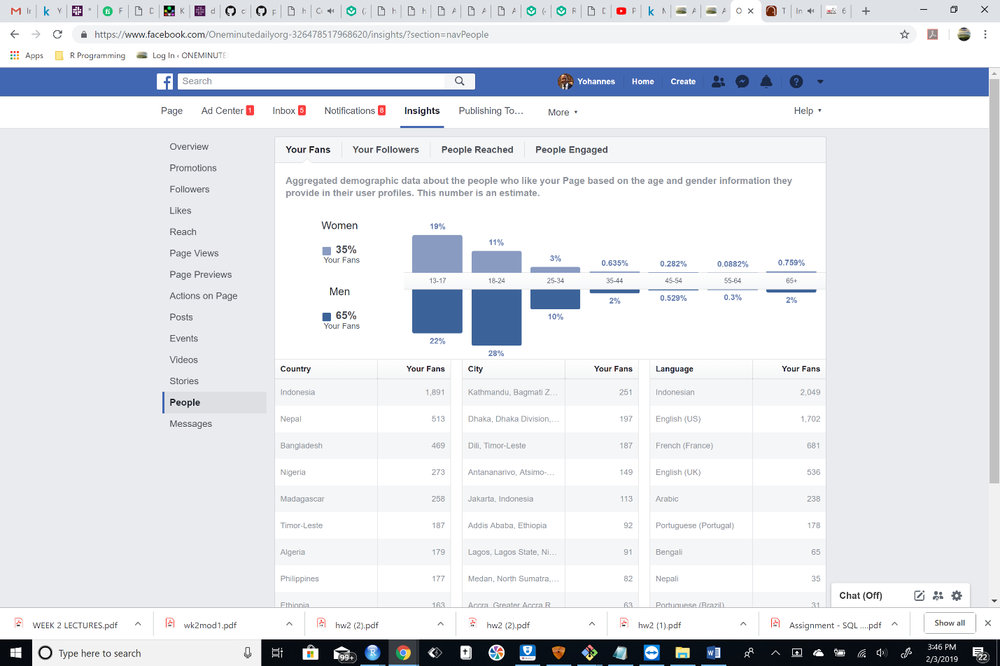 https://www.facebook.com/Oneminutedailyorg-326478517968620/insights/?section=navPeople
Apps
R Programming
Log In ‹ ONEMINUTE
Search
Yohannes
Home
Create
Page
Ad Center 1
Inbox 5
Notifications 8
Insights
Publishing To…
More
Help
Overview
Promotions
Followers
Likes
Reach
Page Views
Page Previews
Actions on Page
Posts
Events
Videos
Stories
People
Messages
Your Fans
Your Followers
People Reached
People Engaged
Aggregated demographic data about the people who like your Page based on the age and gender information they
provide in their user profiles. This number is an estimate.
Women
35%
Your Fans
Men
65%
Your Fans
19% 11% 3% 0.635% 0.282% 0.0882% 0.759%
13-17 18-24 25-34 35-44 45-54 55-64 65+
22% 28% 10% 2% 0.529% 0.3% 2%
Country Your Fans City Your Fans Language Your Fans
Indonesia 1,891 Kathmandu, Bagmati Z… 251 Indonesian 2,049
Nepal 513 Dhaka, Dhaka Division,… 197 English (US) 1,702
Bangladesh 469 Dili, Timor-Leste 187 French (France) 681
Nigeria 273 Antananarivo, Atsimo-… 149 English (UK) 536
Madagascar 258 Jakarta, Indonesia 113 Arabic 238
Timor-Leste 187 Addis Ababa, Ethiopia 92 Portuguese (Portugal) 178
Algeria 179 Lagos, Lagos State, Ni… 91 Bengali 65
Philippines 177 Medan, North Sumatra,… 82 Nepali 35
Ethiopia 163 Accra, Greater Accra R 63 Portuguese (Brazil) 31
Chat (Off)
WEEK 2 LECTURES.pdf
wk2mod1.pdf
hw2 (2).pdf
hw2 (2).pdf
hw2 (1).pdf
Assignment - SQL ....pdf
Show all
Type here to search
99+
3:46 PM
2/3/2019
22